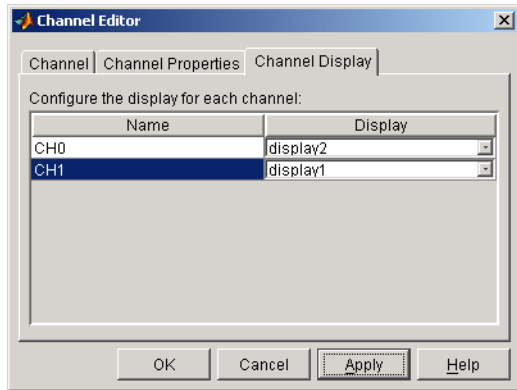 Channel Editor
Channel Channel Properties Channel Display
Configure the display for each channel:
Name Display
CH0 display2
CH1 display1
OK Cancel Apply Help